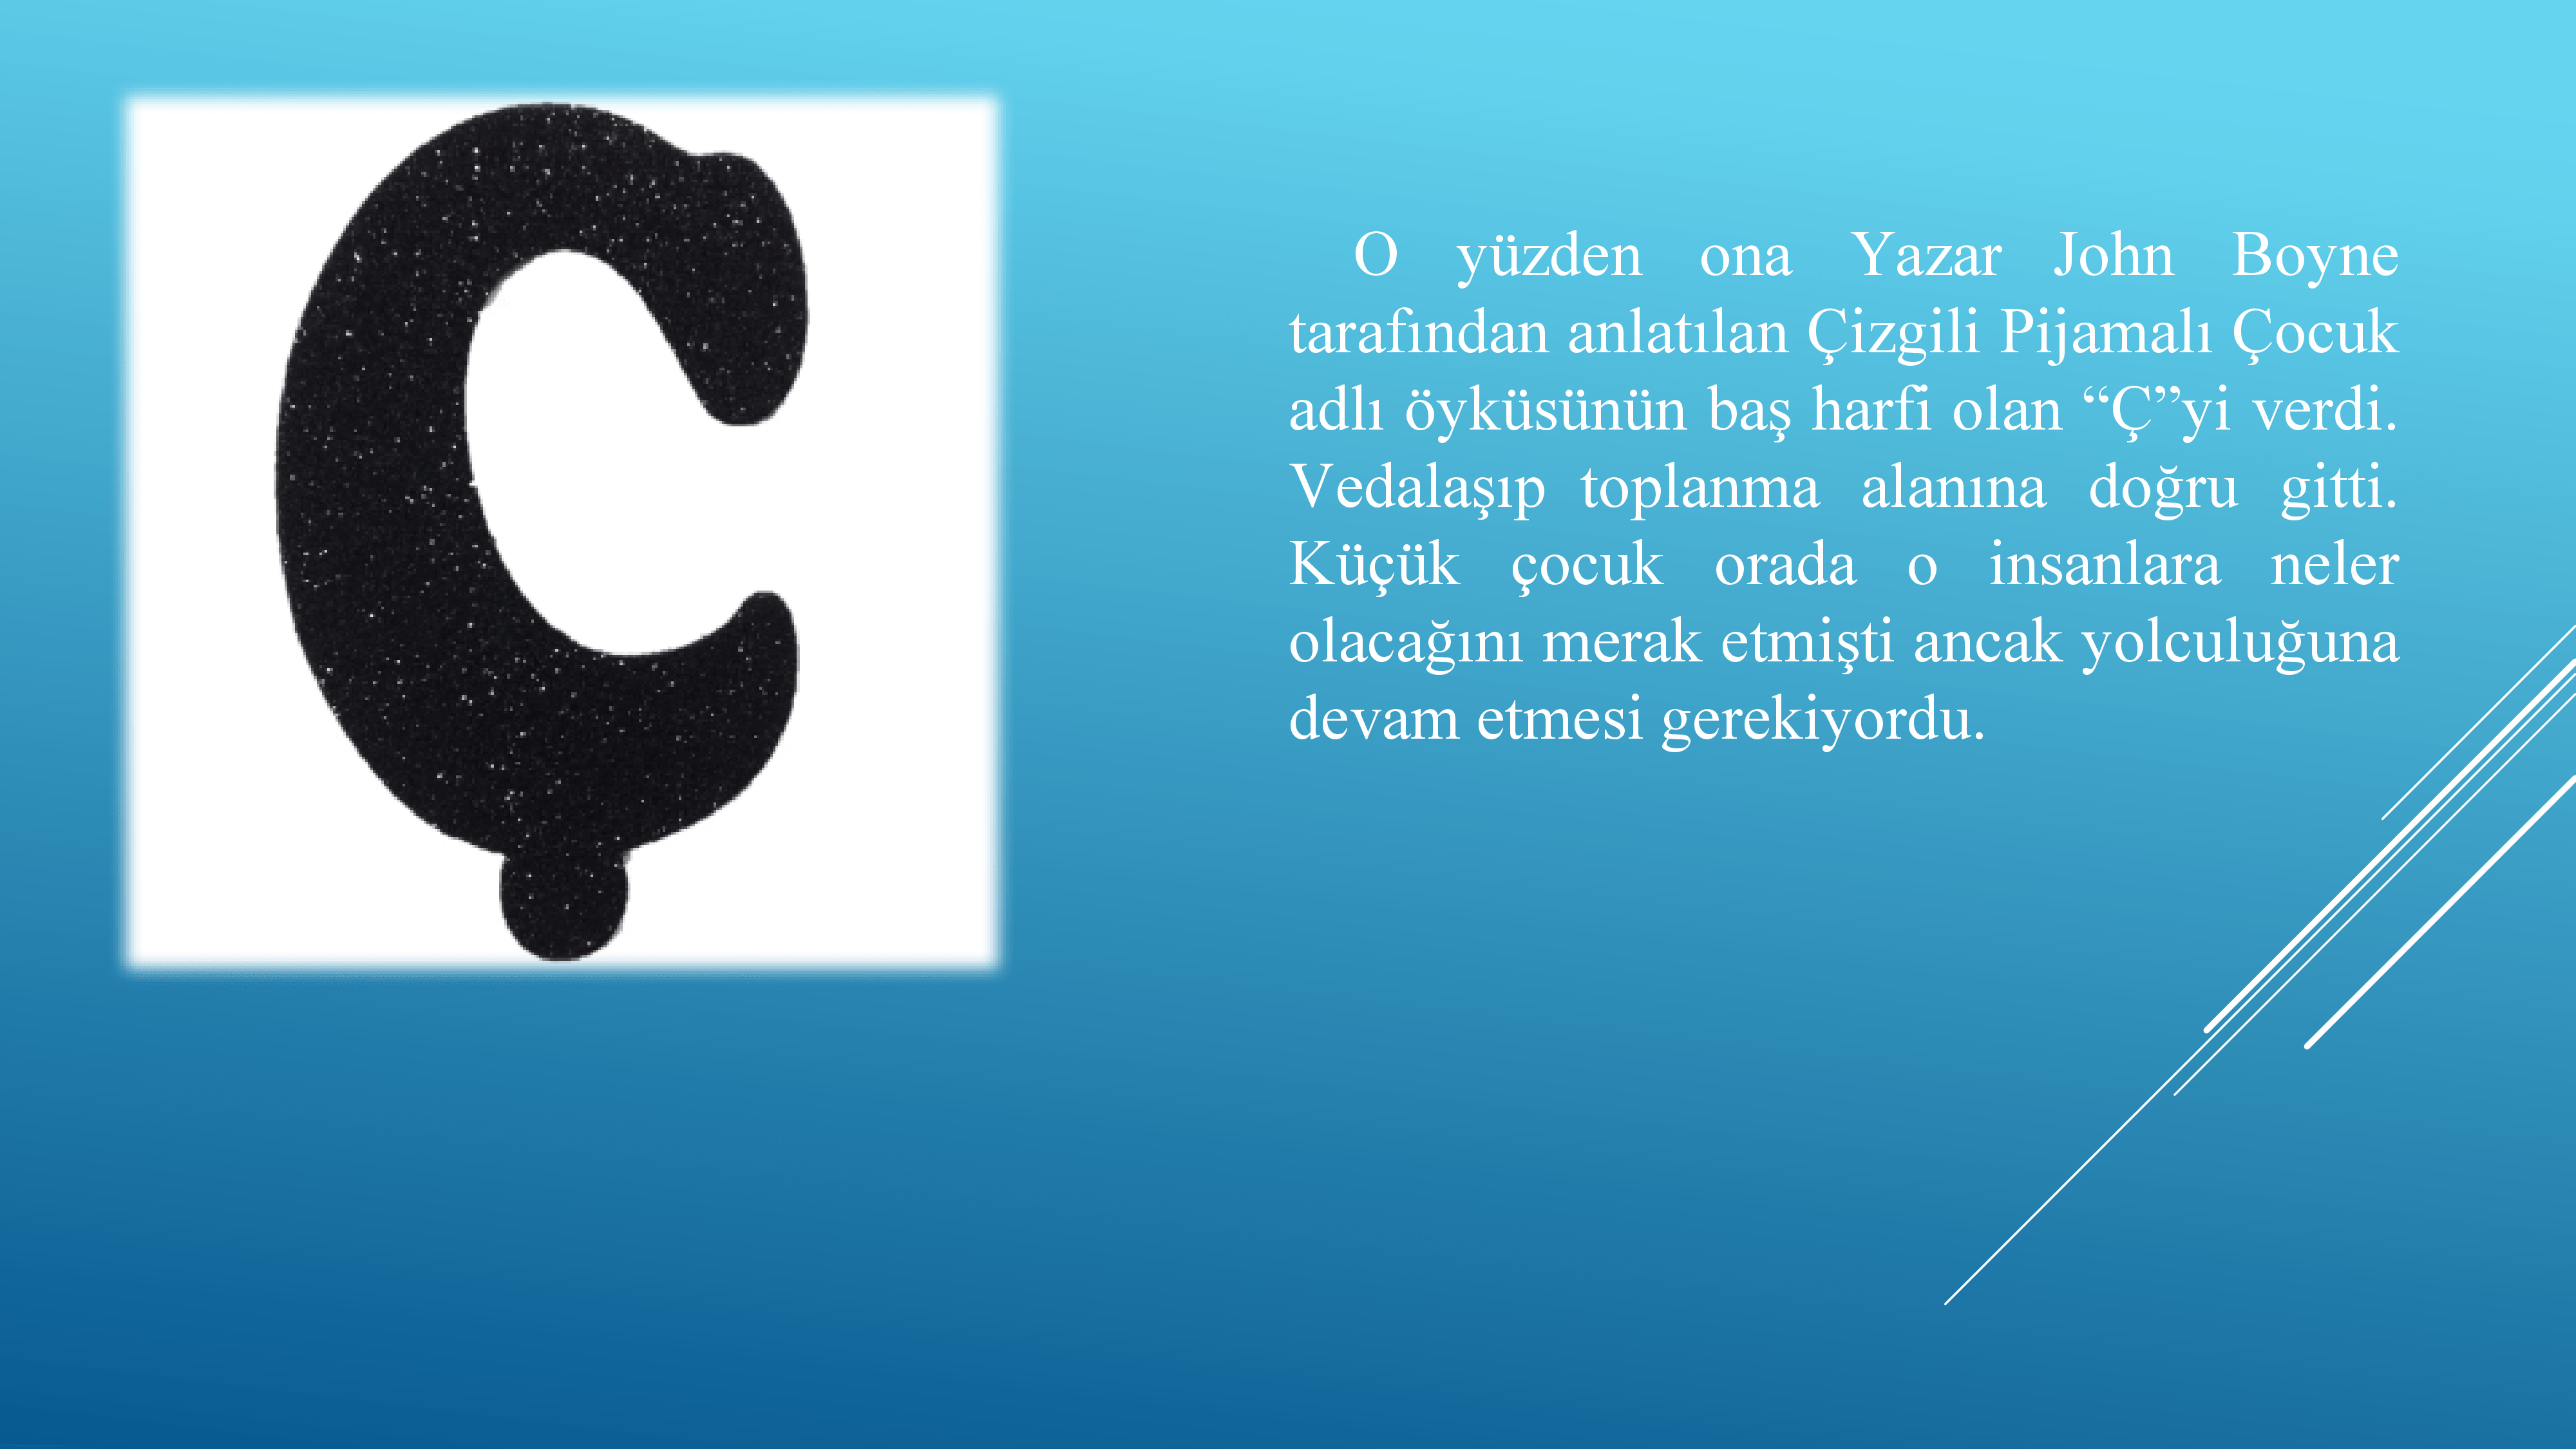 Ç
O yüzden ona Yazar John Boyne
tarafından anlatılan Çizgili Pijamalı Çocuk
adlı öyküsünün baş harfi olan “Ç”yi verdi.
Vedalaşıp toplanma alanına doğru gitti.
Küçük çocuk orada o insanlara neler
olacağını merak etmişti ancak yolculuğuna
devam etmesi gerekiyordu.